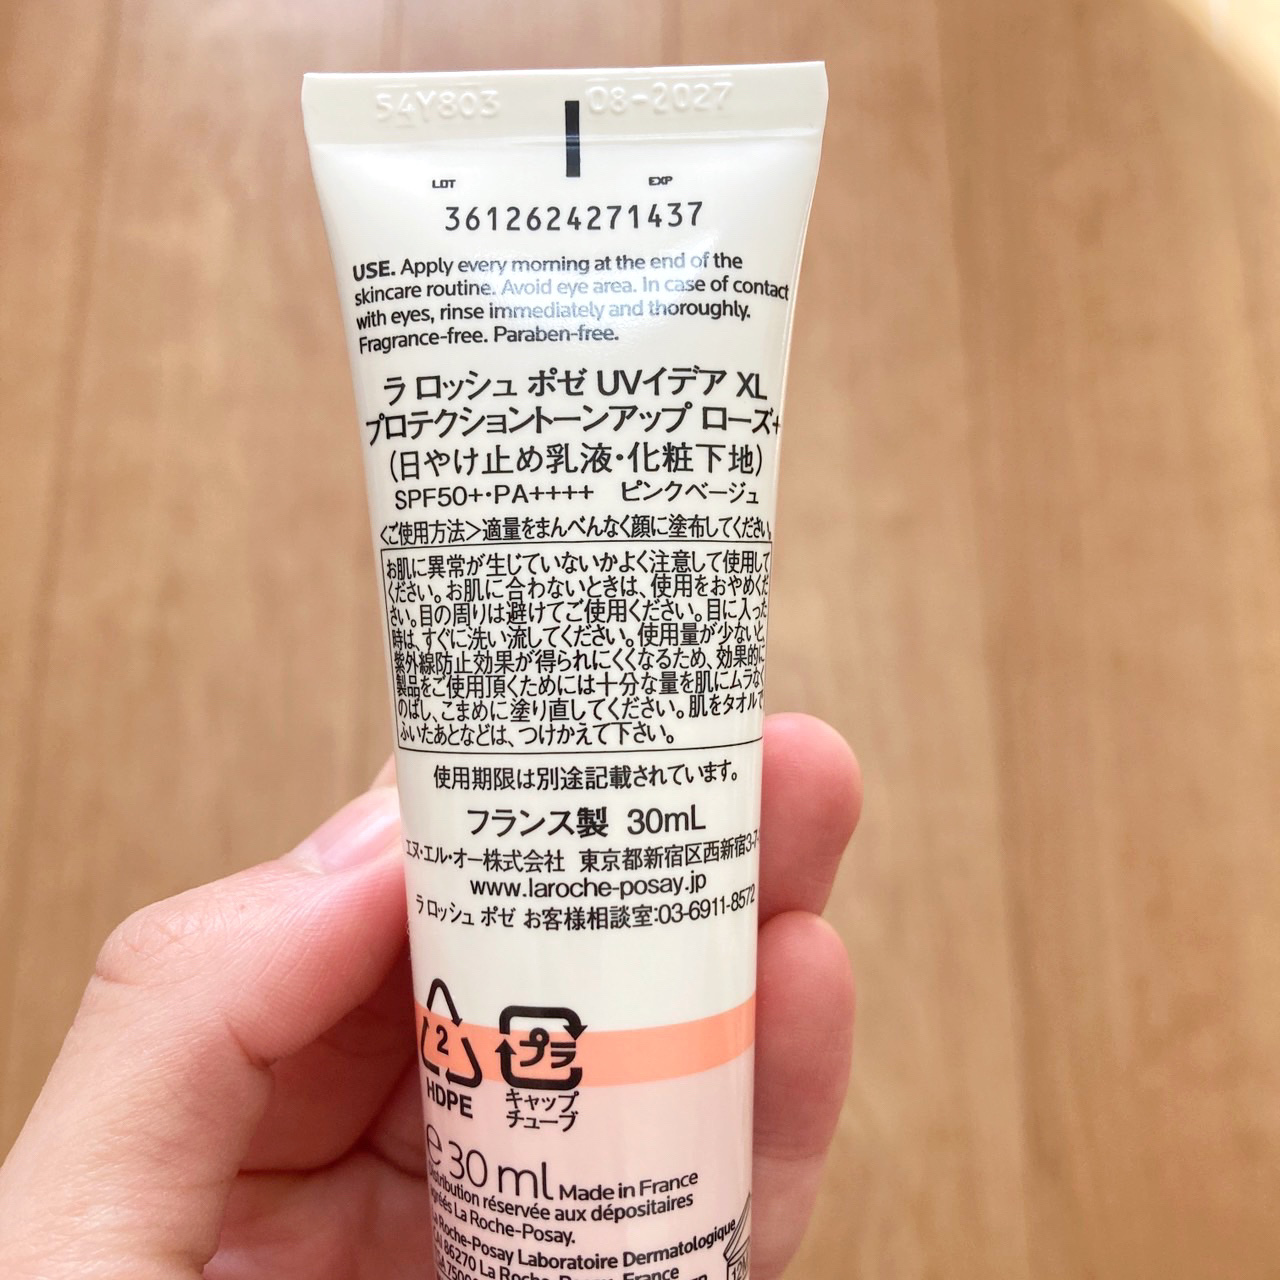 54Y803 08-2027
LOT EXP
3612624271437
USE. Apply every morning at the end of the
skincare routine. Avoid eye area. In case of contact
with eyes, rinse immediately and thoroughly.
Fragrance-free. Paraben-free.
ラ ロッシュ ポゼ UVイデア XL
プロテクショントーンアップ ローズ+
(日やけ止め乳液・化粧下地)
SPF50+・PA++++ ピンクベージュ
<ご使用方法>適量をまんべんなく顔に塗布してください。
お肌に異常が生じていないかよく注意して使用して
ください。お肌に合わないときは、使用をおやめくだ
さい。目の周りは避けてご使用ください。目に入った
時は、すぐに洗い流してください。使用量が少ないと、
紫外線防止効果が得られにくくなるため、効果的に
製品をご使用頂くためには十分な量を肌にムラなく
のばし、こまめに塗り直してください。肌をタオルで
ふいたあとなどは、つけかえて下さい。
使用期限は別途記載されています。
フランス製 30mL
エヌ・エル・オー株式会社 東京都新宿区西新宿3-7-
www.laroche-posay.jp
ラ ロッシュ ポゼ お客様相談室:03-6911-8572
2
HDPE
プラ
キャップ
チューブ
e 30 ml Made in France
Distribution réservée aux dépositaires
agréés La Roche-Posay.
La Roche-Posay Laboratoire Dermatologique
86270 La Roche-Posay, France
12M